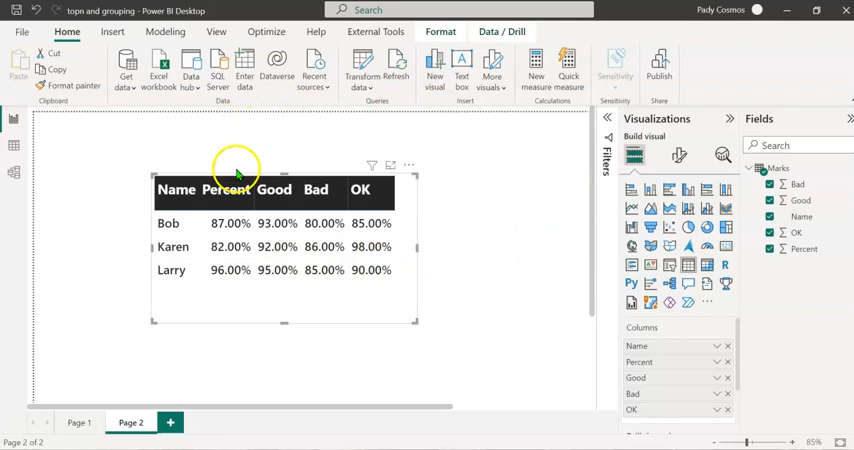 topn and grouping - Power BI Desktop
Search
Pady Cosmos
File Home Insert Modeling View Optimize Help External Tools Format Data / Drill
Paste
Cut
Copy
Format painter
Clipboard
Get data
Excel workbook
Data hub
SQL Server
Enter data
Dataverse
Recent sources
Data
Transform data
Refresh
Queries
New visual
Text box
More visuals
Insert
New measure
Quick measure
Calculations
Sensitivity
Sensitivity
Publish
Share
Name Percent Good Bad OK
Bob 87.00% 93.00% 80.00% 85.00%
Karen 82.00% 92.00% 86.00% 98.00%
Larry 96.00% 95.00% 85.00% 90.00%
Filters
Visualizations
Build visual
R
Py
123
Columns
Name
Percent
Good
Bad
OK
Fields
Search
Marks
Bad
Good
Name
OK
Percent
Page 1 Page 2
Page 2 of 2
85%